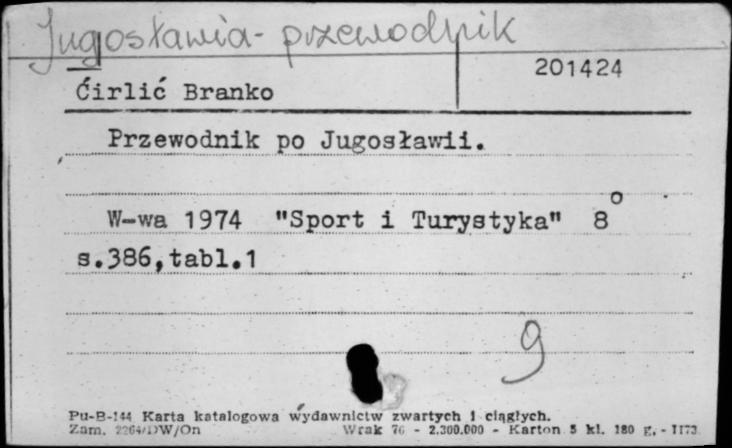 Jugosławia - przewodnik
201424
Ćirlić Branko
Przewodnik po Jugosławii.
W-wa 1974 "Sport i Turystyka" 8°
s.386,tabl.1
9
Pu-B-144 Karta katalogowa wydawnictw zwartych i ciągłych.
Zam. 2264/DW/On Wrak 76 - 2.300.000 - Karton 5 kl. 180 g. - 1173